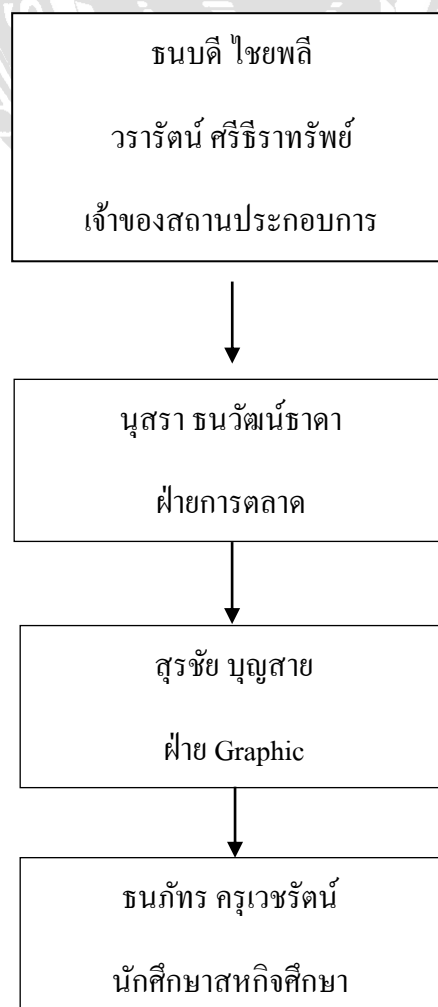 ธนบดี ไชยพลี
วรารัตน์ ศรีธีราทรัพย์
เจ้าของสถานประกอบการ
นุสรา ธนวัฒน์ธาดา
ฝ่ายการตลาด
สุรชัย บุญสาย
ฝ่าย Graphic
ธนภัทร ครุเวชรัตน์
นักศึกษาสหกิจศึกษา